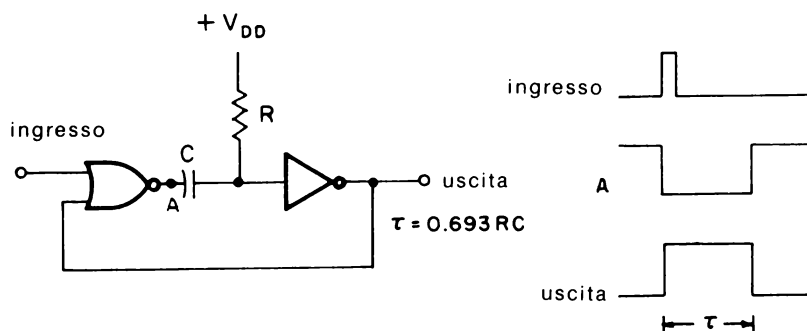 + V_DD
R
ingresso
C
A
uscita
τ = 0.693 RC
ingresso
A
uscita
τ